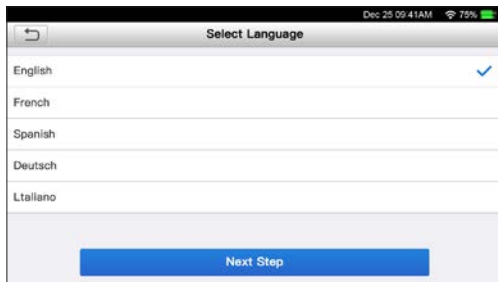 Dec 25 09:41AM 75%
Select Language
English
French
Spanish
Deutsch
Ltaliano
Next Step